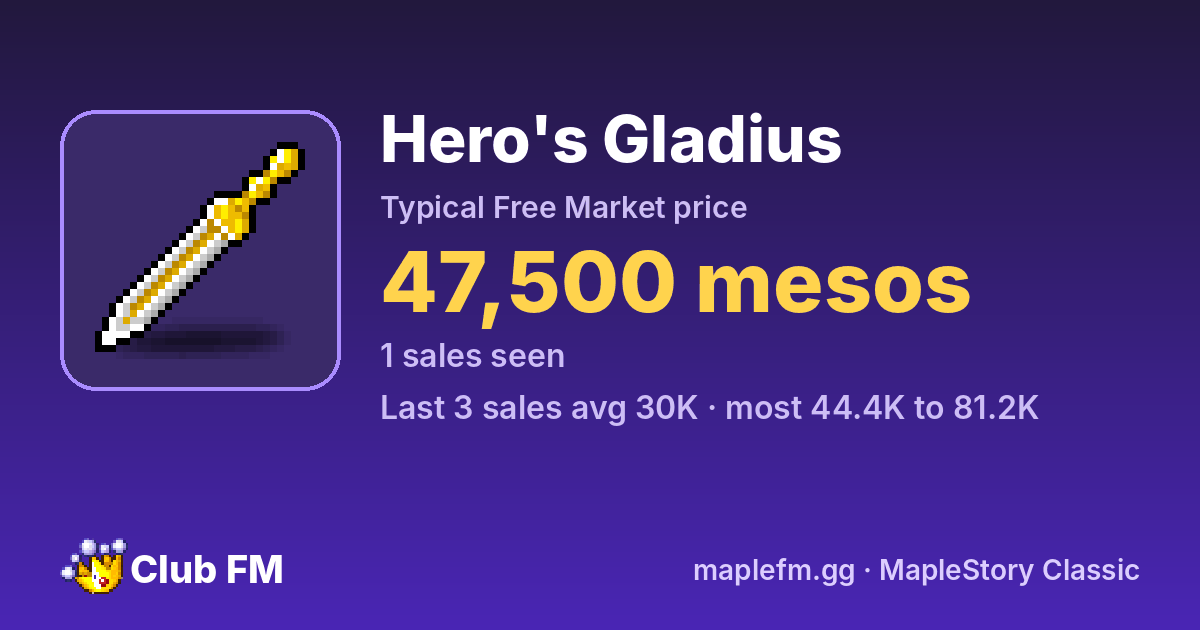 Hero's Gladius
Typical Free Market price
47,500 mesos
1 sales seen
Last 3 sales avg 30K · most 44.4K to 81.2K
Club FM
maplefm.gg · MapleStory Classic